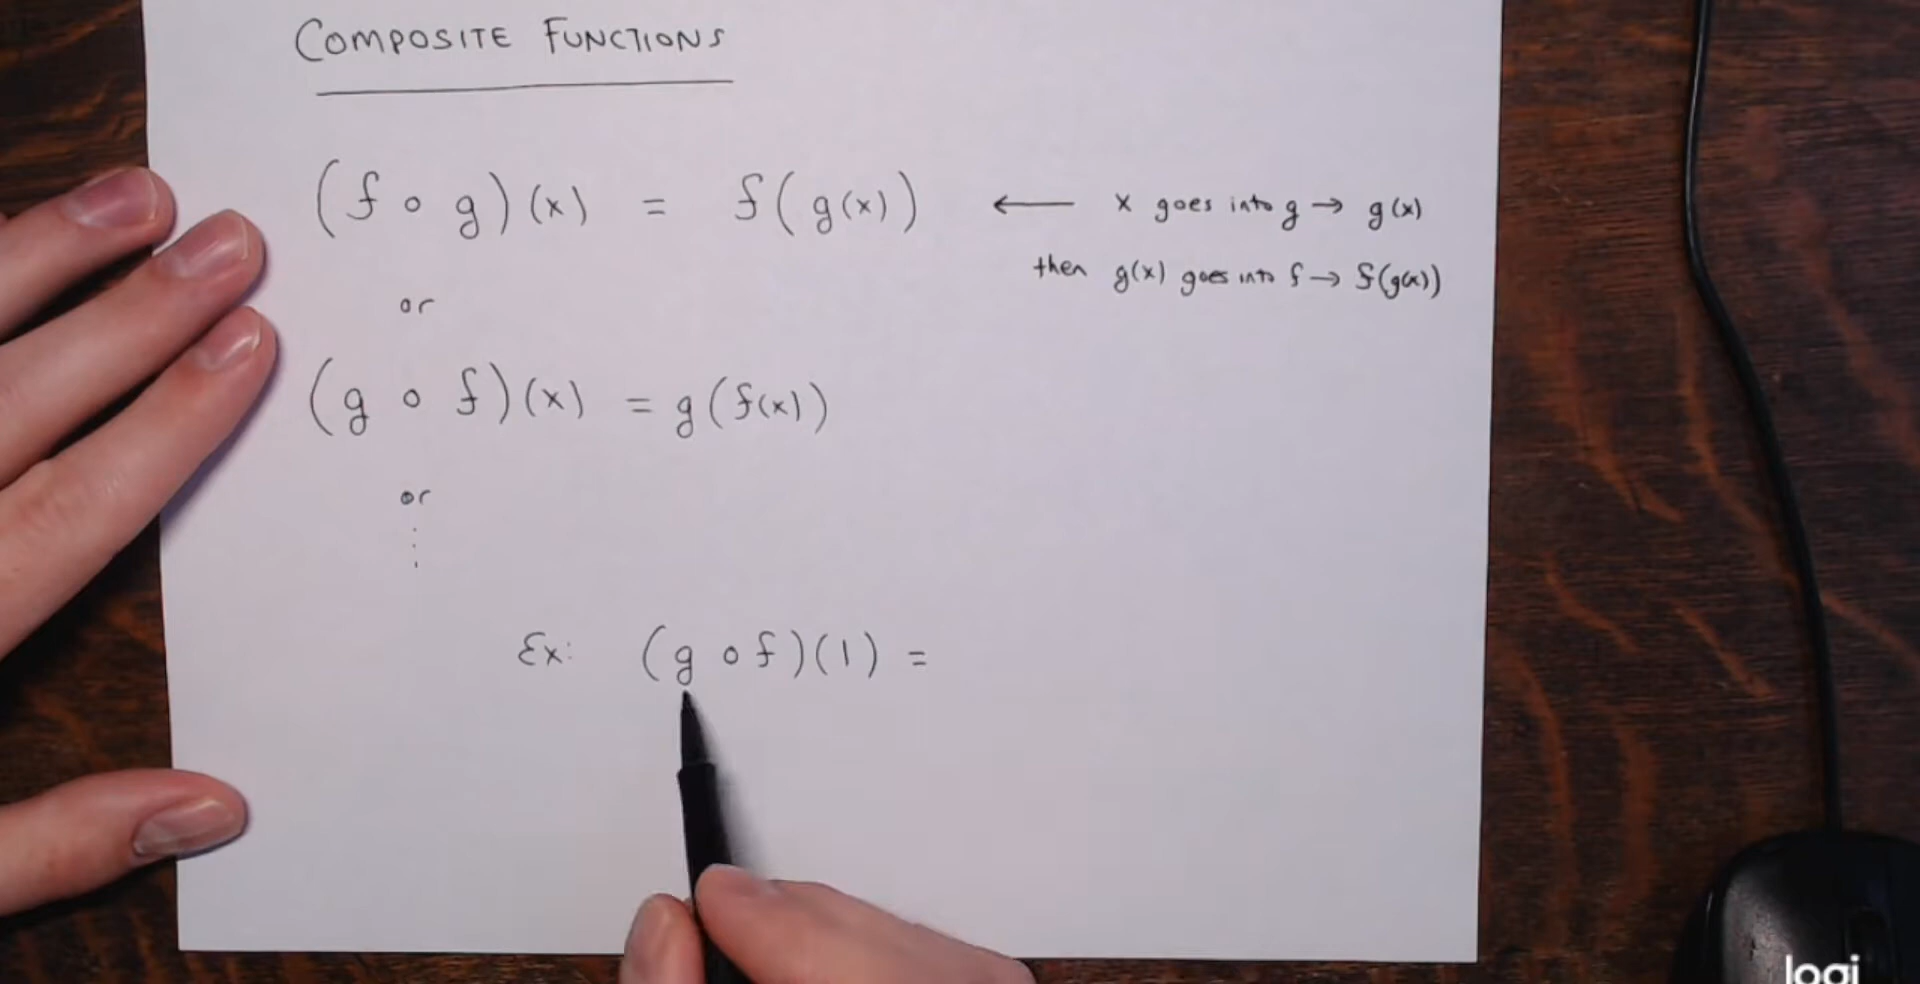 COMPOSITE FUNCTIONS
(f ∘ g)(x) = f(g(x)) ← x goes into g → g(x)
then g(x) goes into f → f(g(x))
or
(g ∘ f)(x) = g(f(x))
or
⋮
Ex: (g ∘ f)(1) =
logi